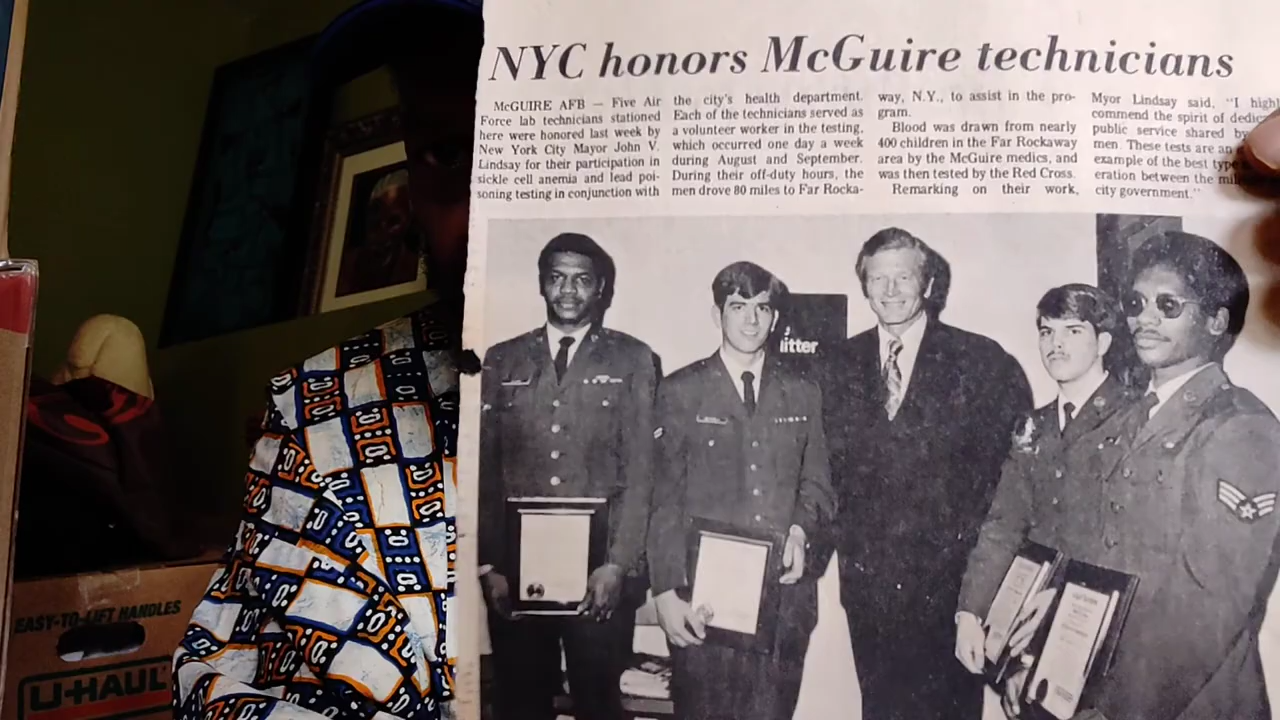 NYC honors McGuire technicians
McGUIRE AFB — Five Air
Force lab technicians stationed
here were honored last week by
New York City Mayor John V.
Lindsay for their participation in
sickle cell anemia and lead poi-
soning testing in conjunction with
the city's health department.
Each of the technicians served as
a volunteer worker in the testing,
which occurred one day a week
during August and September.
During their off-duty hours, the
men drove 80 miles to Far Rocka-
way, N.Y., to assist in the pro-
gram.
Blood was drawn from nearly
400 children in the Far Rockaway
area by the McGuire medics, and
was then tested by the Red Cross.
Remarking on their work,
Myor Lindsay said, "I high
commend the spirit of dedic
public service shared by
men. These tests are an
example of the best type
eration between the mil
city government."
litter
EASY-TO-LIFT HANDLES
U-HAUL